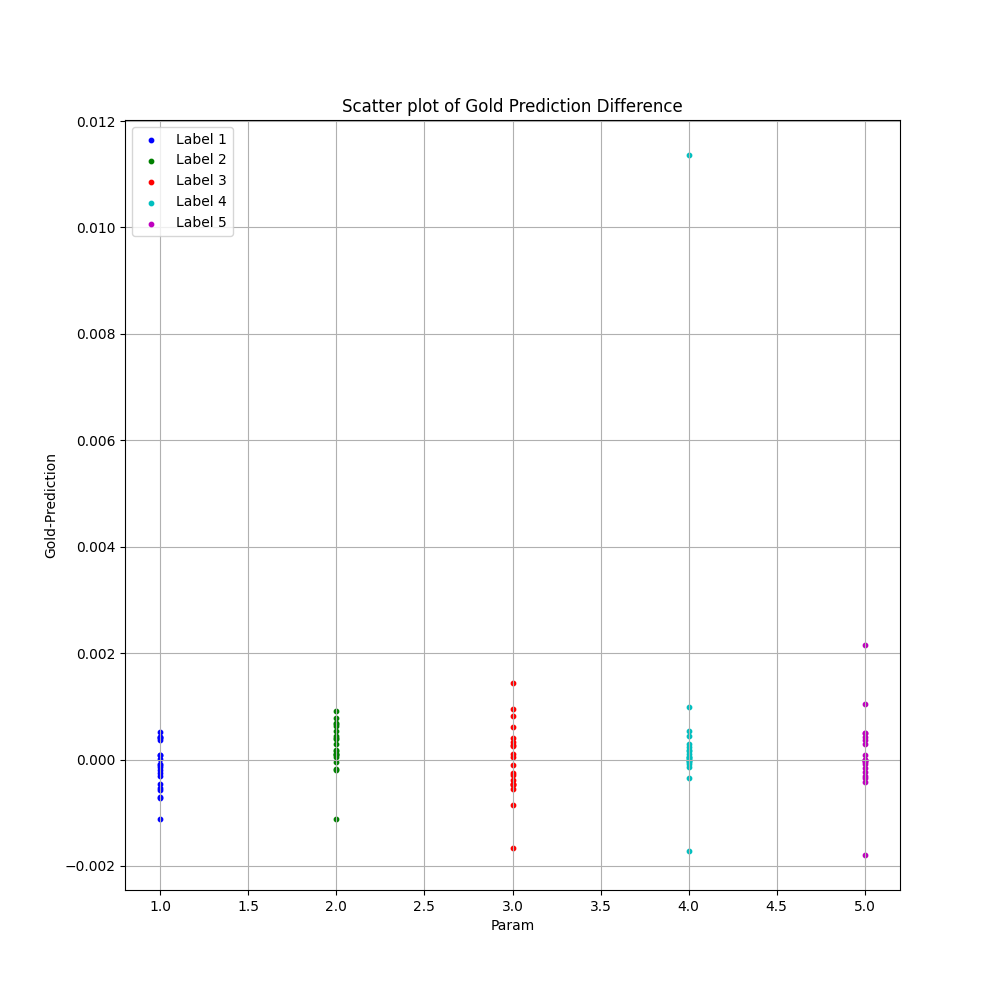 Scatter plot of Gold Prediction Difference
0.012
0.010
0.008
0.006
0.004
0.002
0.000
−0.002
Gold-Prediction
Label 1
Label 2
Label 3
Label 4
Label 5
1.0 1.5 2.0 2.5 3.0 3.5 4.0 4.5 5.0
Param